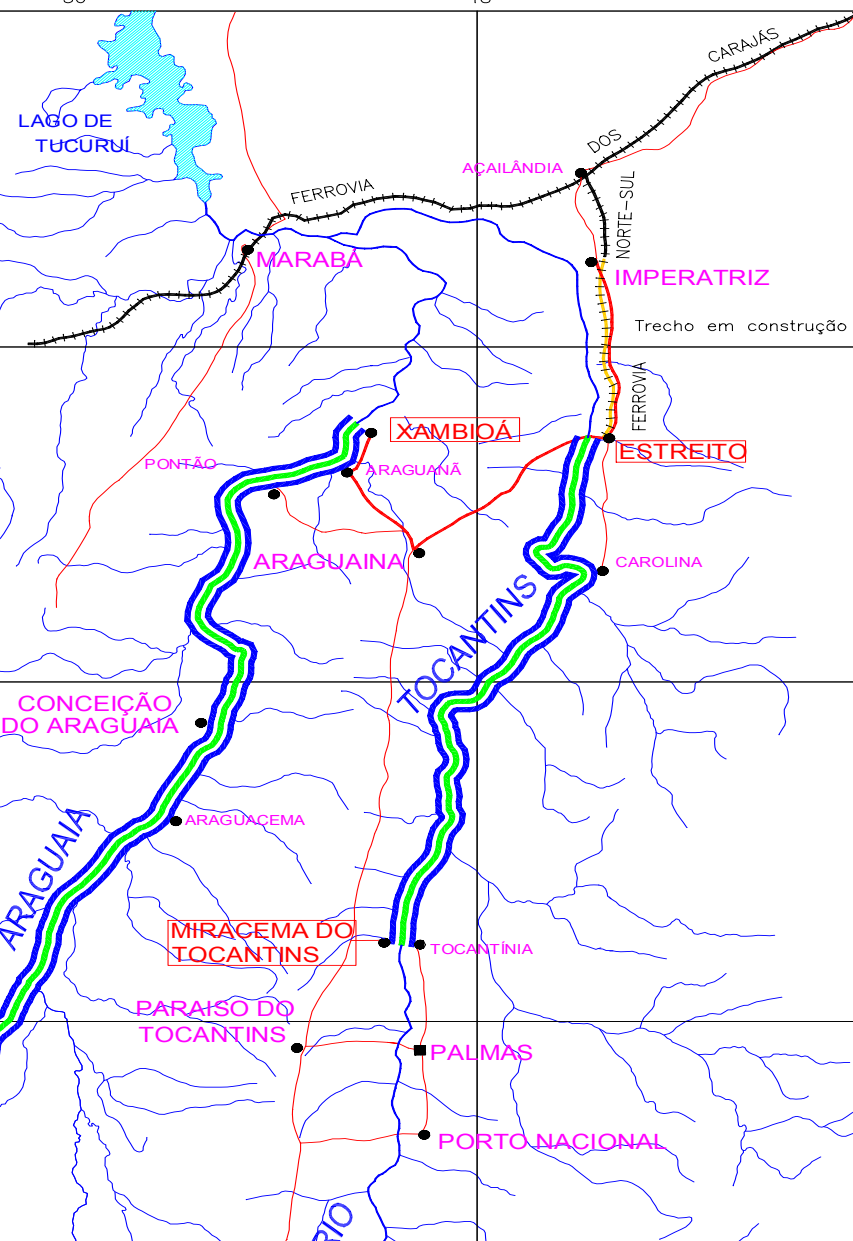 CARAJÁS
LAGO DE
TUCURUÍ
DOS
AÇAILÂNDIA
FERROVIA
NORTE-SUL
MARABÁ
IMPERATRIZ
Trecho em construção
FERROVIA
XAMBIOÁ
ESTREITO
PONTÃO
ARAGUANÃ
ARAGUAINA
CAROLINA
TOCANTINS
CONCEIÇÃO
DO ARAGUAIA
ARAGUACEMA
ARAGUAIA
MIRACEMA DO
TOCANTINS
TOCANTÍNIA
PARAISO DO
TOCANTINS
PALMAS
PORTO NACIONAL
RIO